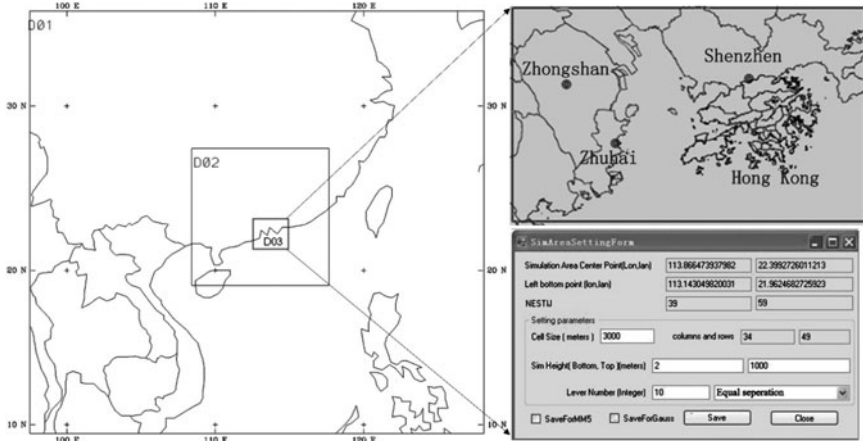 100 E 110 E 120 E
D01
30 N 30 N
D02
D03
20 N 20 N
10 N 10 N
100 E 110 E 120 E
Shenzhen
Zhongshan
Zhuhai
Hong Kong
SimAreaSettingForm
Simulation Area Center Point(Lon,lan) 113.866473937982 22.3992726011213
Left bottom point (lon,lan) 113.143049820031 21.9624682725923
NESTIJ 39 59
Setting parameters
Cell Size ( meters ) 3000 columns and rows 34 49
Sim Height( Bottom, Top )(meters) 2 1000
Lever Number (Integer) 10 Equal seperation
SaveForMM5 SaveForGauss Save Close